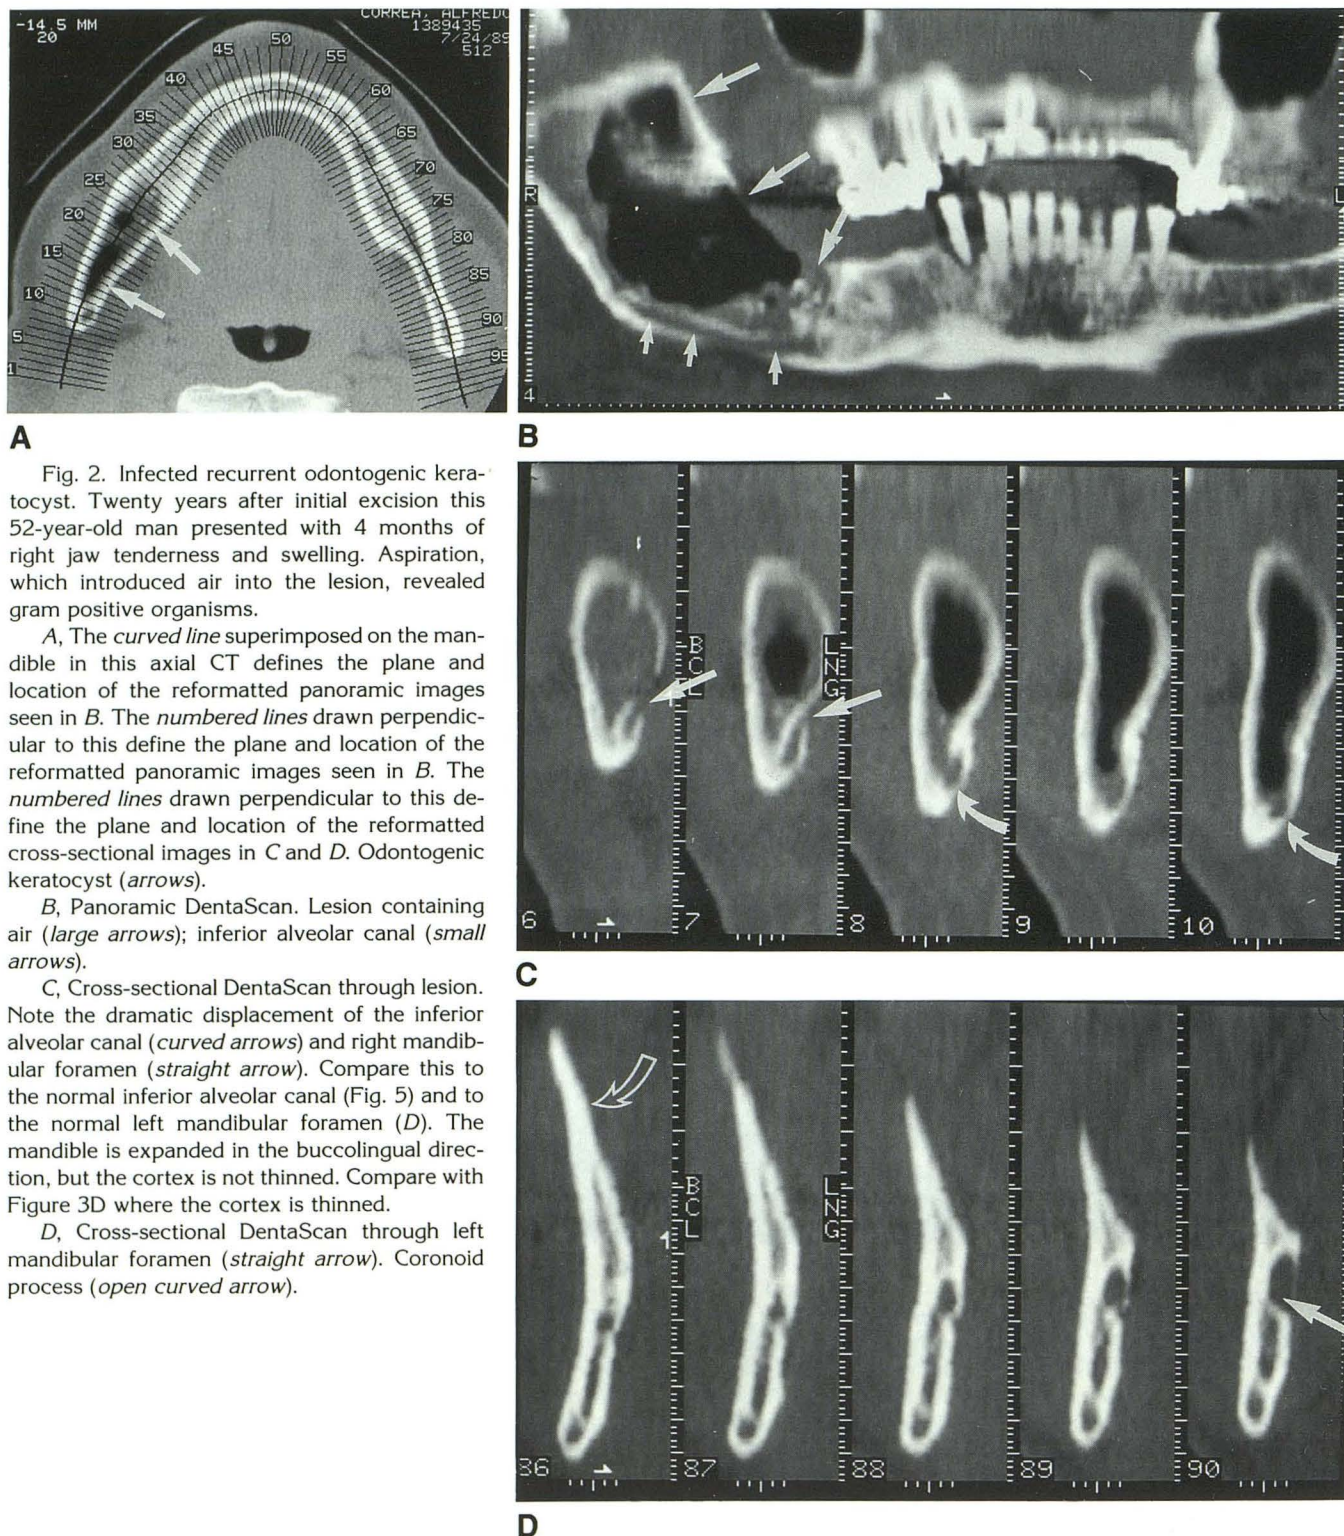 -14.5 MM
20
CORREA, ALFREDO
1389435
7/24/89
512
50
45
55
40
60
35
65
30
70
25
75
20
80
15
85
10
90
5
95
1
R
L
4
A
B
Fig. 2. Infected recurrent odontogenic kera-
tocyst. Twenty years after initial excision this
52-year-old man presented with 4 months of
right jaw tenderness and swelling. Aspiration,
which introduced air into the lesion, revealed
gram positive organisms.
A, The curved line superimposed on the man-
dible in this axial CT defines the plane and
location of the reformatted panoramic images
seen in B. The numbered lines drawn perpendic-
ular to this define the plane and location of the
reformatted panoramic images seen in B. The
numbered lines drawn perpendicular to this de-
fine the plane and location of the reformatted
cross-sectional images in C and D. Odontogenic
keratocyst (arrows).
B, Panoramic DentaScan. Lesion containing
air (large arrows); inferior alveolar canal (small
arrows).
C, Cross-sectional DentaScan through lesion.
Note the dramatic displacement of the inferior
alveolar canal (curved arrows) and right mandib-
ular foramen (straight arrow). Compare this to
the normal inferior alveolar canal (Fig. 5) and to
the normal left mandibular foramen (D). The
mandible is expanded in the buccolingual direc-
tion, but the cortex is not thinned. Compare with
Figure 3D where the cortex is thinned.
D, Cross-sectional DentaScan through left
mandibular foramen (straight arrow). Coronoid
process (open curved arrow).
BCL
LNG
6
7
8
9
10
C
BCL
LNG
86
87
88
89
90
D